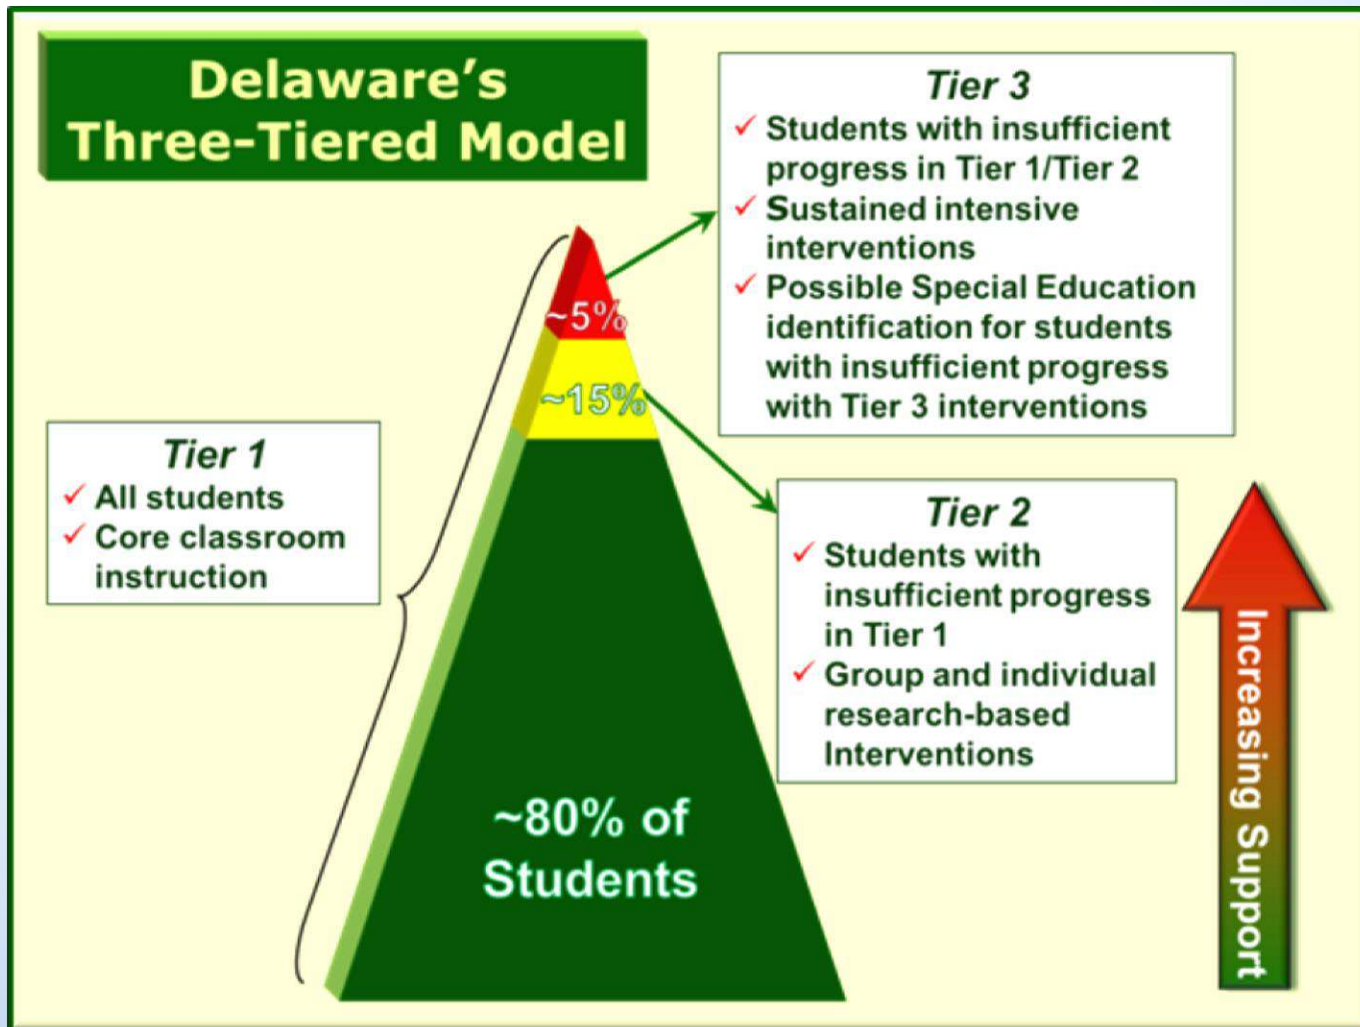 Delaware's
Three-Tiered Model
Tier 3
✓ Students with insufficient
progress in Tier 1/Tier 2
✓ Sustained intensive
interventions
✓ Possible Special Education
identification for students
with insufficient progress
with Tier 3 interventions
~5%
~15%
Tier 1
✓ All students
✓ Core classroom
instruction
Tier 2
✓ Students with
insufficient progress
in Tier 1
✓ Group and individual
research-based
Interventions
~80% of
Students
Increasing Support